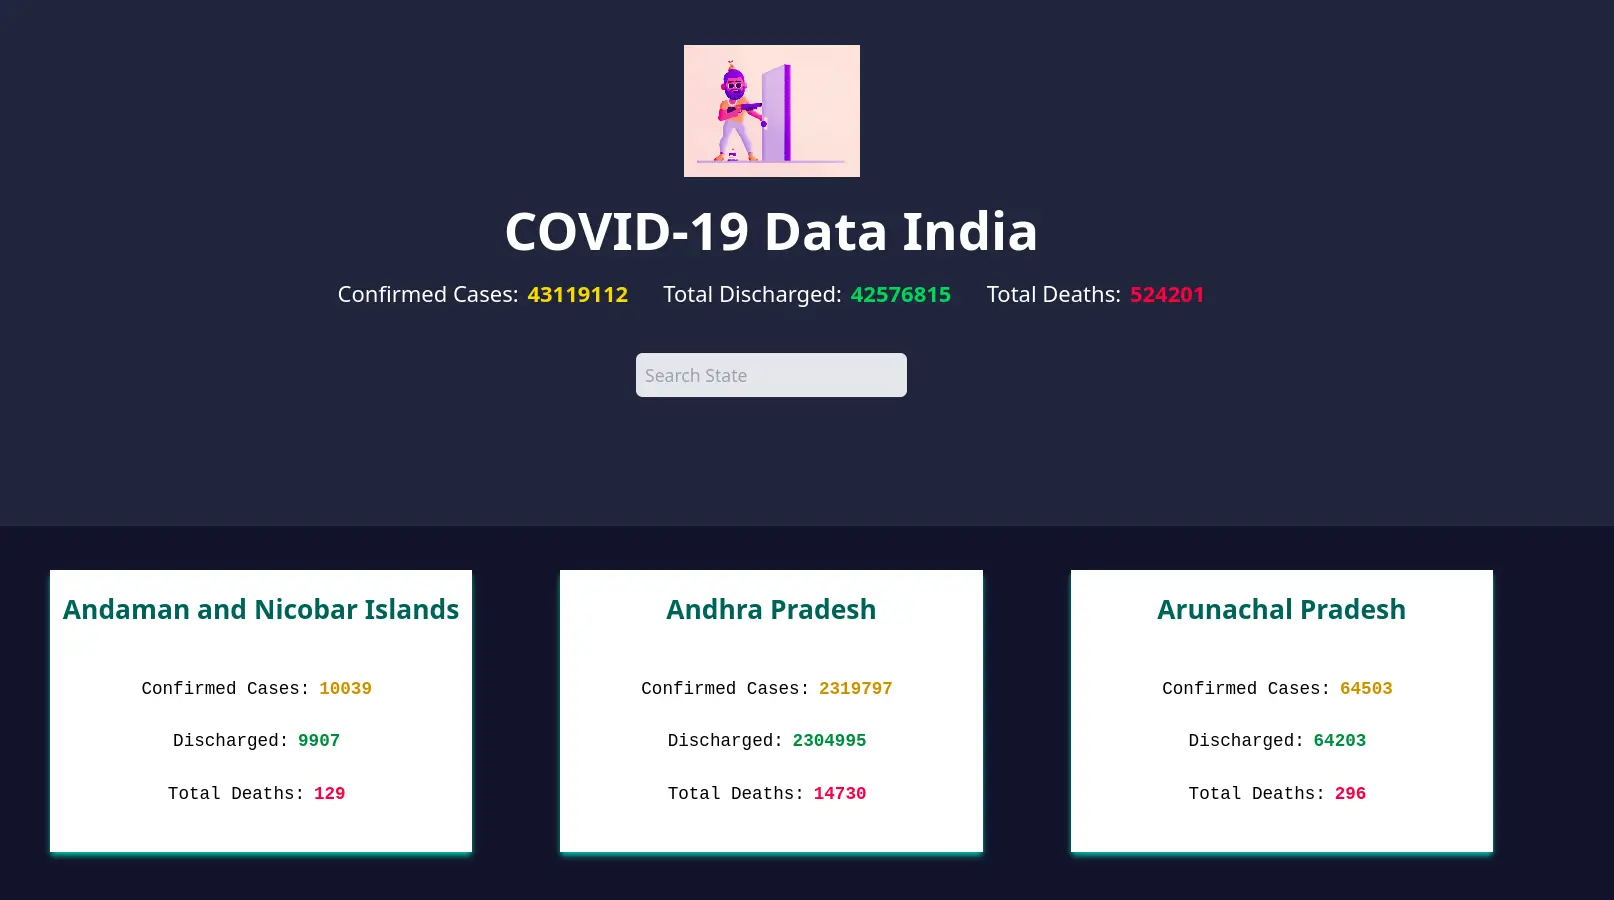 COVID-19 Data India
Confirmed Cases: 43119112 Total Discharged: 42576815 Total Deaths: 524201
Search State
Andaman and Nicobar Islands
Confirmed Cases: 10039
Discharged: 9907
Total Deaths: 129
Andhra Pradesh
Confirmed Cases: 2319797
Discharged: 2304995
Total Deaths: 14730
Arunachal Pradesh
Confirmed Cases: 64503
Discharged: 64203
Total Deaths: 296